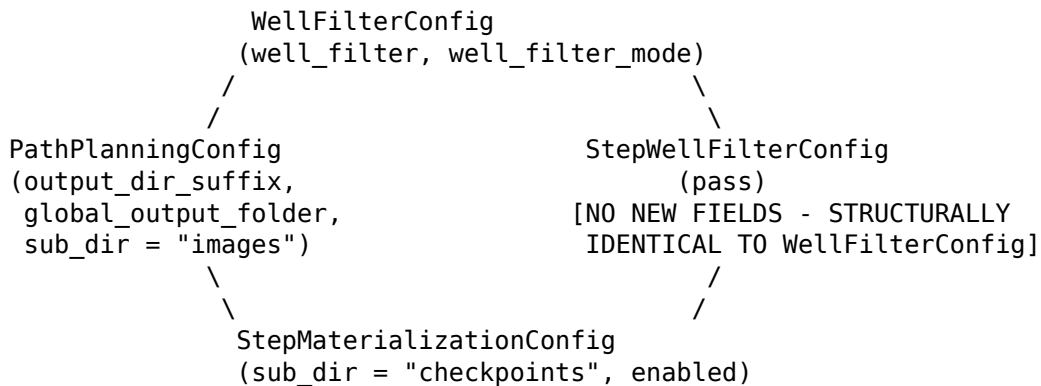 WellFilterConfig
(well_filter, well_filter_mode)
/ \
/ \
PathPlanningConfig StepWellFilterConfig
(output_dir_suffix, (pass)
global_output_folder, [NO NEW FIELDS - STRUCTURALLY
sub_dir = "images") IDENTICAL TO WellFilterConfig]
\ /
\ /
StepMaterializationConfig
(sub_dir = "checkpoints", enabled)